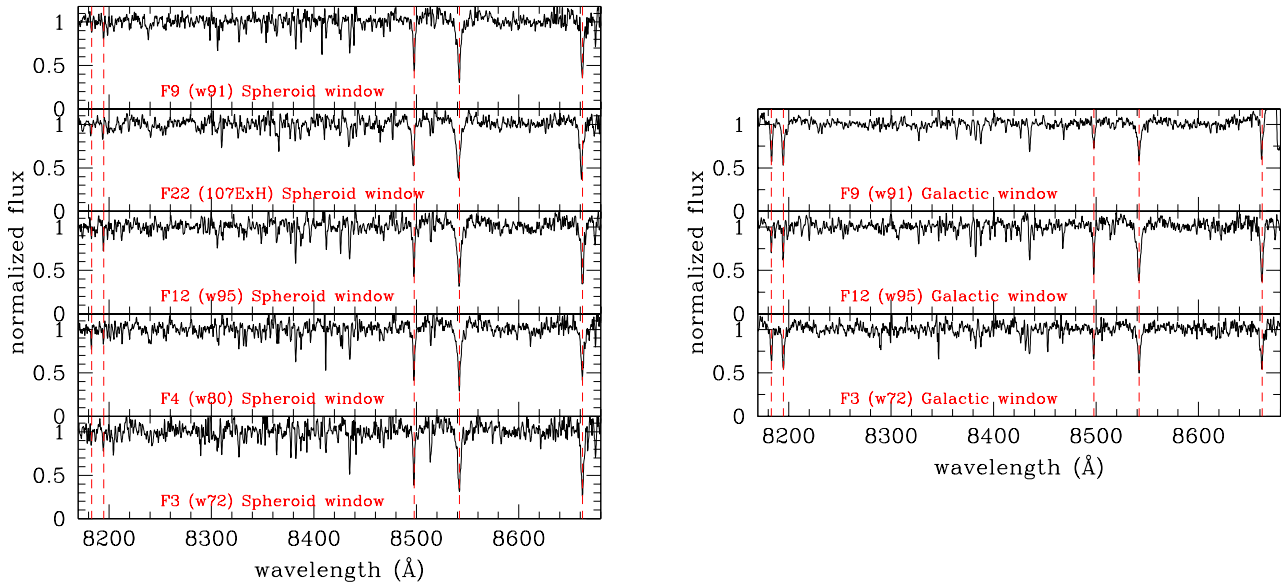 normalized flux
1
0.5
0
F9 (w91) Spheroid window
1
0.5
0
F22 (107ExH) Spheroid window
1
0.5
0
F12 (w95) Spheroid window
1
0.5
0
F4 (w80) Spheroid window
1
0.5
0
F3 (w72) Spheroid window
8200 8300 8400 8500 8600
wavelength (Å)
normalized flux
1
0.5
0
F9 (w91) Galactic window
1
0.5
0
F12 (w95) Galactic window
1
0.5
0
F3 (w72) Galactic window
8200 8300 8400 8500 8600
wavelength (Å)